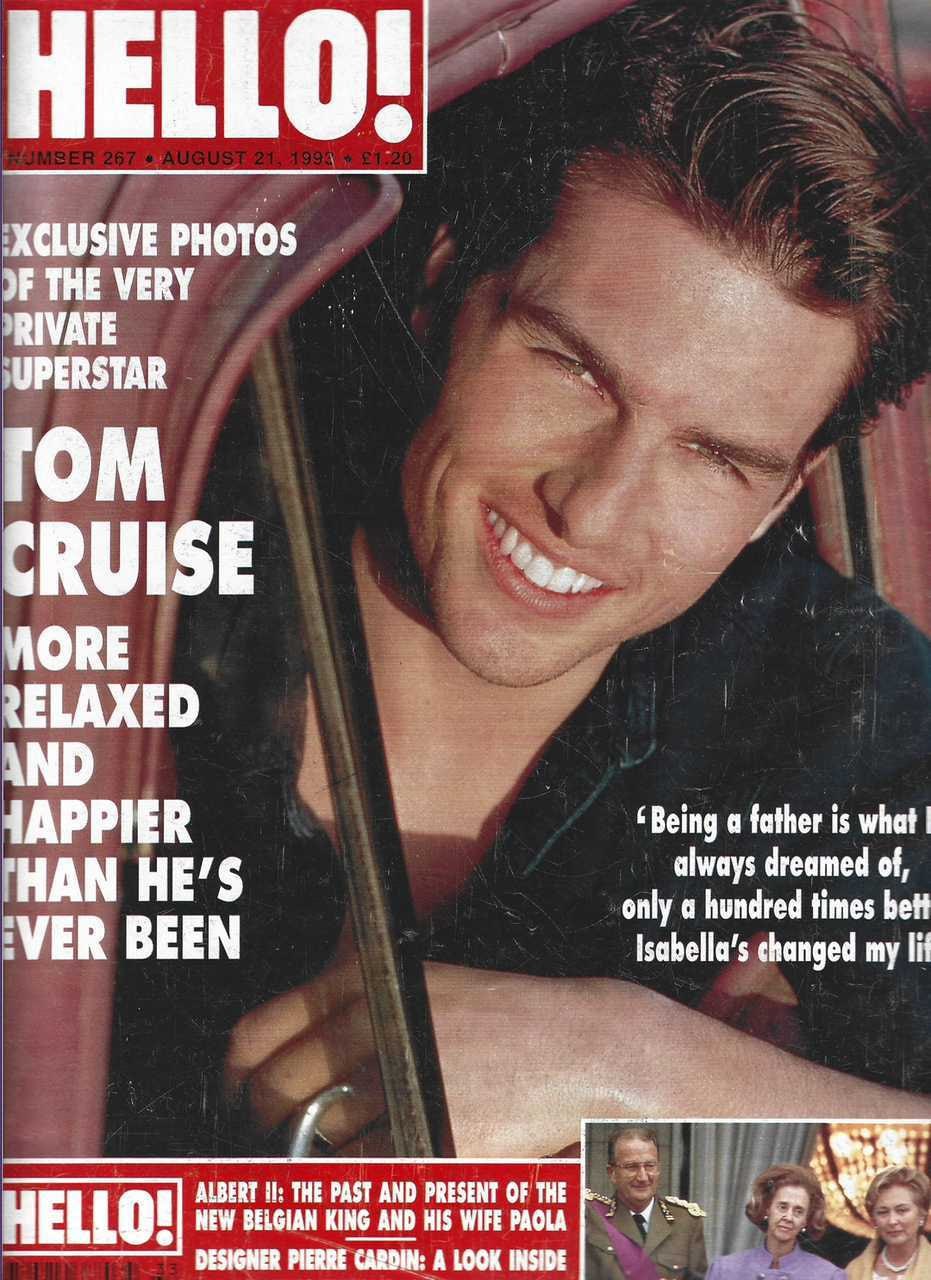 HELLO!
NUMBER 267 • AUGUST 21, 1993 • £1.20
EXCLUSIVE PHOTOS
OF THE VERY
PRIVATE
SUPERSTAR
TOM
CRUISE
MORE
RELAXED
AND
HAPPIER
THAN HE'S
EVER BEEN
‘Being a father is what I
always dreamed of,
only a hundred times bett
Isabella's changed my lif
HELLO!
ALBERT II: THE PAST AND PRESENT OF THE
NEW BELGIAN KING AND HIS WIFE PAOLA
DESIGNER PIERRE CARDIN: A LOOK INSIDE
33